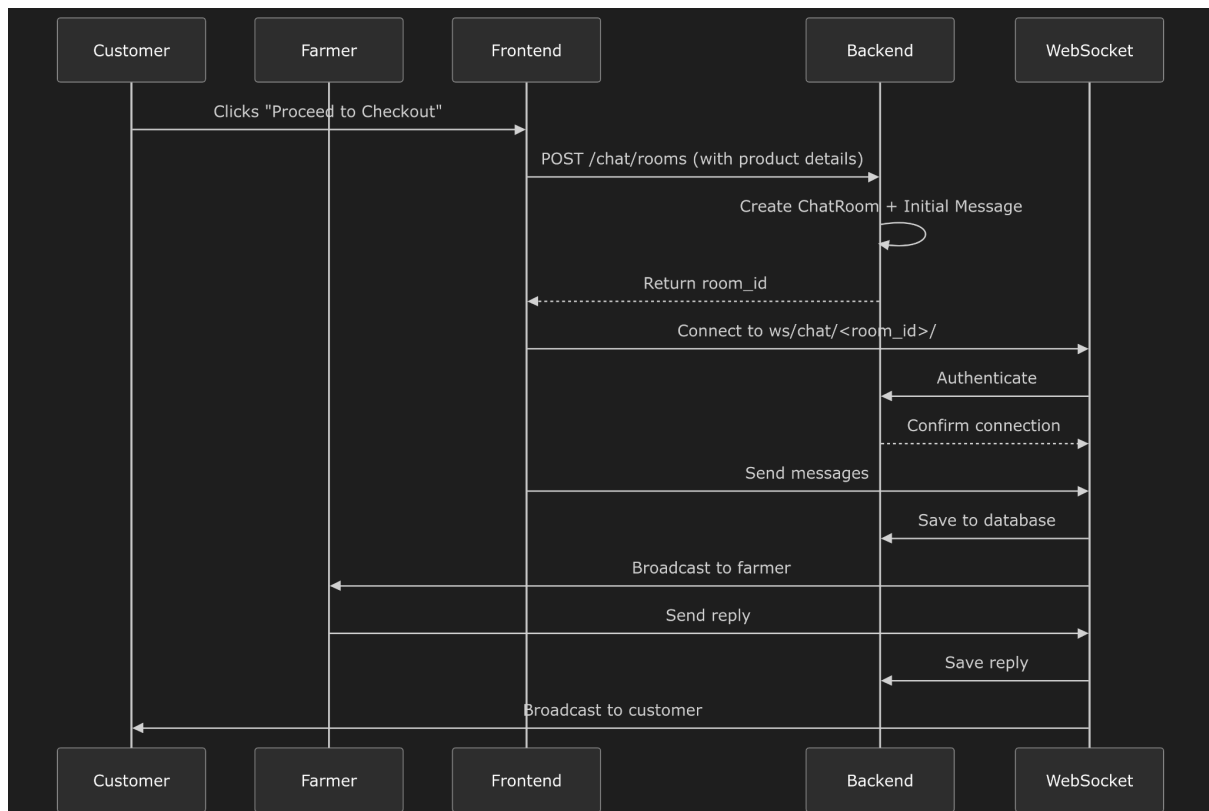 Customer
Farmer
Frontend
Backend
WebSocket
Clicks "Proceed to Checkout"
POST /chat/rooms (with product details)
Create ChatRoom + Initial Message
Return room_id
Connect to ws/chat/<room_id>/
Authenticate
Confirm connection
Send messages
Save to database
Broadcast to farmer
Send reply
Save reply
Broadcast to customer
Customer
Farmer
Frontend
Backend
WebSocket